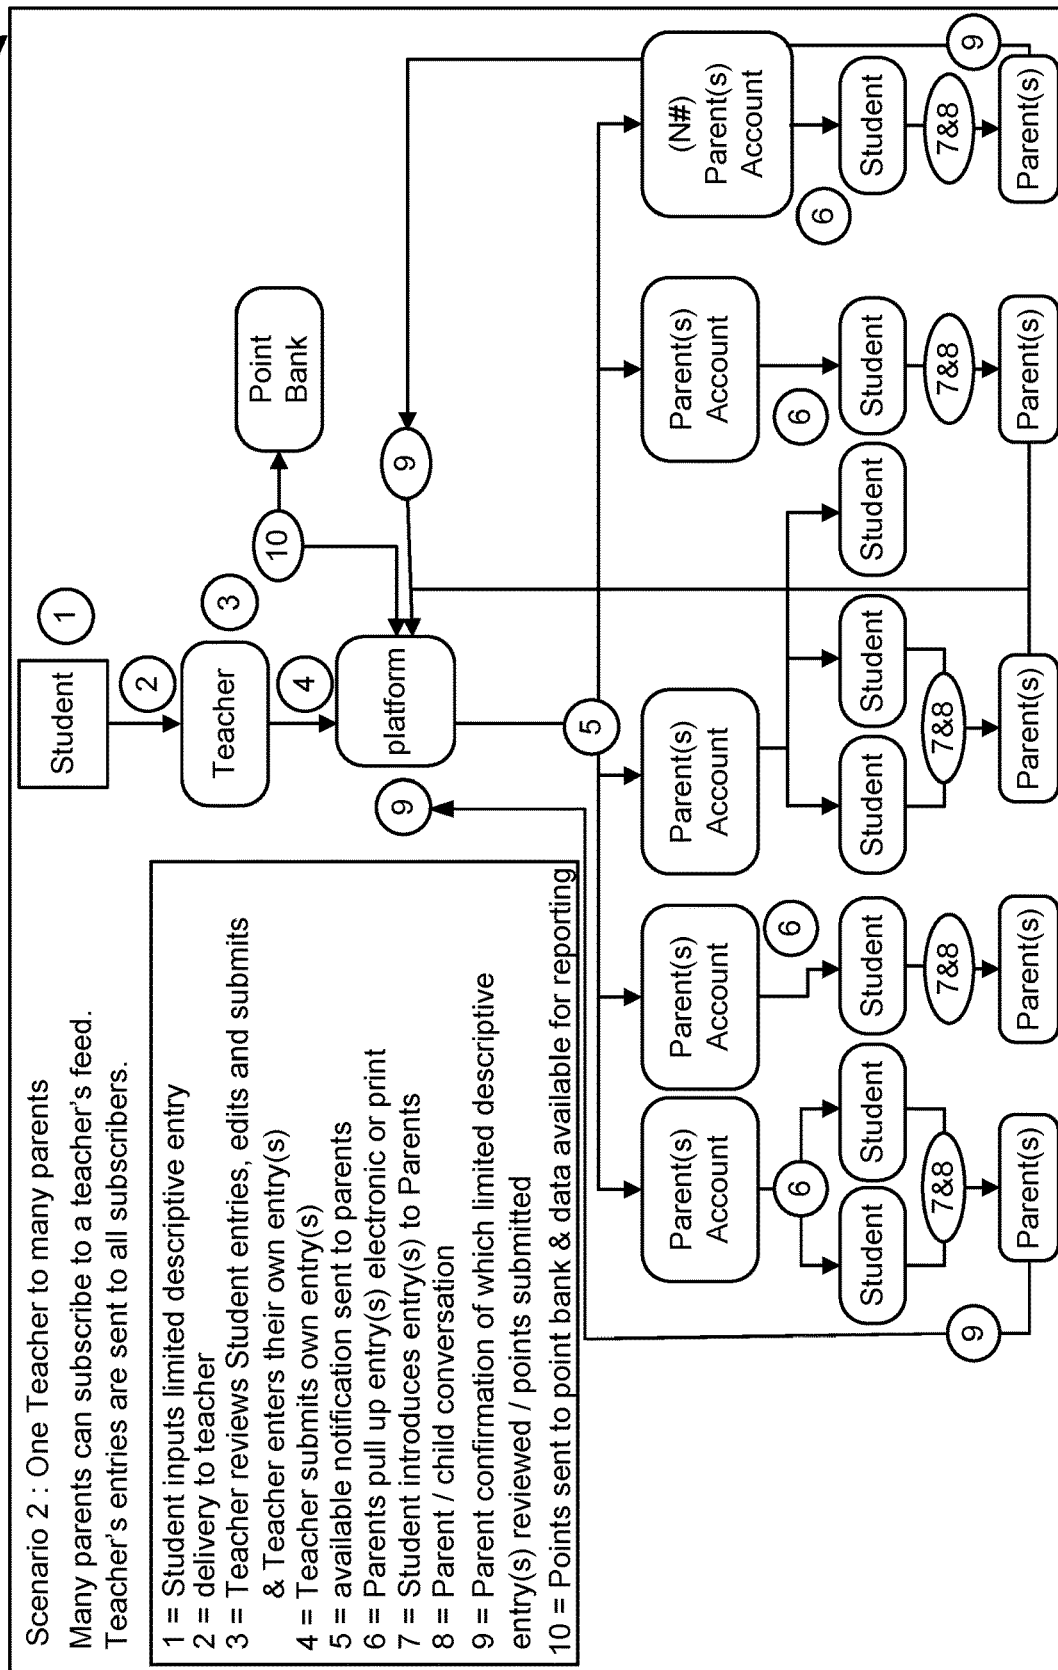 Scenario 2 : One Teacher to many parents
Many parents can subscribe to a teacher's feed.
Teacher's entries are sent to all subscribers.
1 = Student inputs limited descriptive entry
2 = delivery to teacher
3 = Teacher reviews Student entries, edits and submits
& Teacher enters their own entry(s)
4 = Teacher submits own entry(s)
5 = available notification sent to parents
6 = Parents pull up entry(s) electronic or print
7 = Student introduces entry(s) to Parents
8 = Parent / child conversation
9 = Parent confirmation of which limited descriptive
entry(s) reviewed / points submitted
10 = Points sent to point bank & data available for reporting
Student
1
2
Teacher
3
4
platform
10
Point
Bank
9
9
5
Parent(s)
Account
Parent(s)
Account
Parent(s)
Account
Parent(s)
Account
(N#)
Parent(s)
Account
6
6
6
6
Student
Student
Student
Student
Student
Student
Student
Student
7&8
7&8
7&8
7&8
7&8
Parent(s)
Parent(s)
Parent(s)
Parent(s)
Parent(s)
9
9